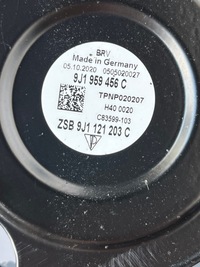 BRV
Made in Germany
05.10.2020 0505020027
9J1 959 456 C
TPNP020207
H40 0020
C83599-103
ZSB 9J1 121 203 C